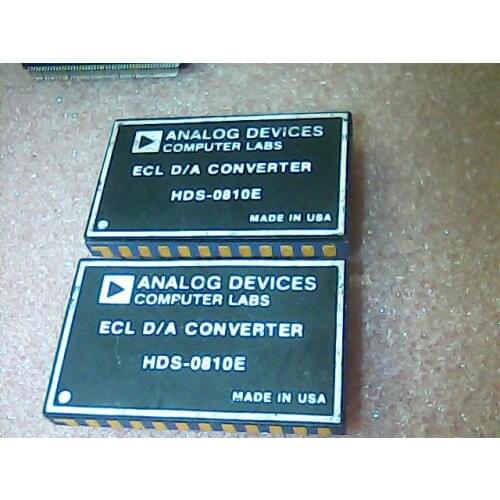 ANALOG DEVICES
COMPUTER LABS
ECL D/A CONVERTER
HDS-0810E
MADE IN USA
ANALOG DEVICES
COMPUTER LABS
ECL D/A CONVERTER
HDS-0810E
MADE IN USA